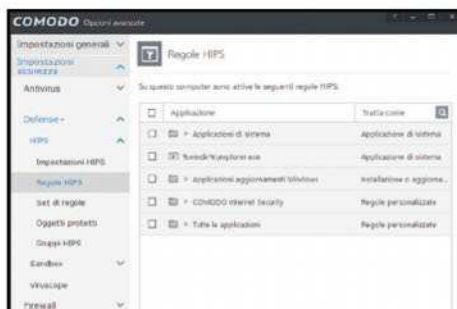 COMODO Opzioni avanzate
Impostazioni generali
Impostazioni sicurezza
Antivirus
Defense+
HIPS
Impostazioni HIPS
Regole HIPS
Set di regole
Oggetti protetti
Gruppi HIPS
Sandbox
Viruscope
Firewall
Regole HIPS
Su questo computer sono attive le seguenti regole HIPS.
Applicazione Tratta come
Applicazioni di sistema Applicazione di sistema
%windir%\explorer.exe Applicazione di sistema
Applicazioni aggiornamenti Windows Installazione o aggiorna...
COMODO Internet Security Regole personalizzate
Tutte le applicazioni Regole personalizzate